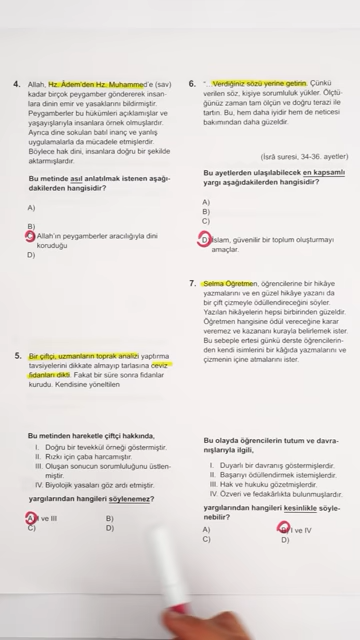 4. Allah, Hz. Âdem'den Hz. Muhammed'e (sav)
kadar birçok peygamber göndererek insan-
lara dinin emir ve yasaklarını bildirmiştir.
Peygamberler bu hükümleri açıklamışlar ve
yaşayışlarıyla insanlara örnek olmuşlardır.
Ayrıca dine sokulan batıl inanç ve yanlış
uygulamalarla da mücadele etmişlerdir.
Böylece dinin, insanlara doğru bir şekilde
aktarmışlardır.
Bu metinde asıl anlatılmak istenen aşağı-
dakilerden hangisidir?
A)
B)
C) Allah'ın peygamberler aracılığıyla dini
koruduğu
D)
5. Bir çiftçi, uzmanların toprak analizi yaptırma
tavsiyelerini dikkate almayıp tarlasına ceviz
fidanları dikti. Fakat bir süre sonra fidanlar
kurudu. Kendisine yöneltilen
Bu metinden hareketle çiftçi hakkında,
I. Doğru bir tevekkül örneği göstermiştir.
II. Rızkı için çaba harcamıştır.
III. Oluşan sonucun sorumluluğunu üstlen-
miştir.
IV. Biyolojik yasaları göz ardı etmiştir.
yargılarından hangileri söylenemez?
A) I ve III
B)
C)
D)
6. "...Verdiğiniz sözü yerine getirin. Çünkü
verilen söz, kişiye sorumluluk yükler. Ölçtü-
ğünüz zaman tam ölçün ve doğru terazi ile
tartın. Bu, hem daha iyidir hem de neticesi
bakımından daha güzeldir.
(İsrâ suresi, 34-36. ayetler)
Bu ayetlerden ulaşılabilecek en kapsamlı
yargı aşağıdakilerden hangisidir?
A)
B)
C)
D) İslam, güvenilir bir toplum oluşturmayı
amaçlar.
7. Selma Öğretmen, öğrencilerine bir hikâye
yazmalarını ve en güzel hikâye yazanı da
bir çift çizmeyle ödüllendireceğini söyler.
Yazılan hikâyelerin hepsi birbirinden güzeldir.
Öğretmen hangisine ödül vereceğine karar
veremez ve kazananı kurayla belirlemek ister.
Bu sebeple ertesi günkü derste öğrencilerin-
den kendi isimlerini bir kâğıda yazmalarını ve
çizmenin içine atmalarını ister.
Bu olayda öğrencilerin tutum ve davra-
nışlarıyla ilgili,
I. Duyarlı bir davranış göstermişlerdir.
II. Başarıyı ödüllendirmek istemişlerdir.
III. Hak ve hukuku gözetmişlerdir.
IV. Özveri ve fedakârlıkta bulunmuşlardır.
yargılarından hangileri kesinlikle söyle-
nebilir?
A)
B) I ve IV
C)
D)